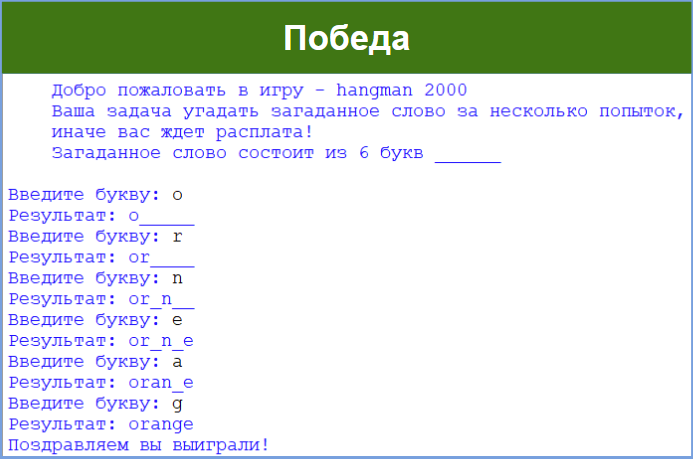 Победа
Добро пожаловать в игру - hangman 2000
Ваша задача угадать загаданное слово за несколько попыток,
иначе вас ждет расплата!
Загаданное слово состоит из 6 букв ______
Введите букву: o
Результат: o_____
Введите букву: r
Результат: or____
Введите букву: n
Результат: or_n__
Введите букву: e
Результат: or_n_e
Введите букву: a
Результат: oran_e
Введите букву: g
Результат: orange
Поздравляем вы выиграли!